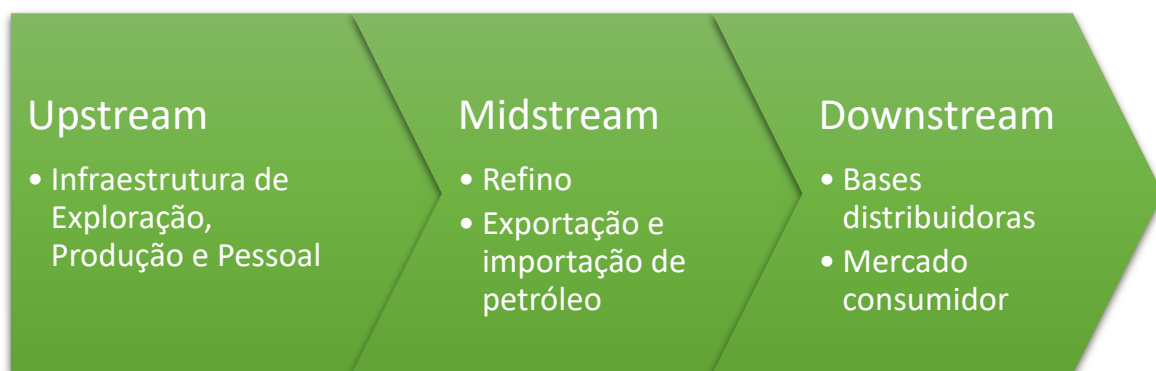 Upstream
• Infraestrutura de
Exploração,
Produção e Pessoal
Midstream
• Refino
• Exportação e
importação de
petróleo
Downstream
• Bases
distribuidoras
• Mercado
consumidor